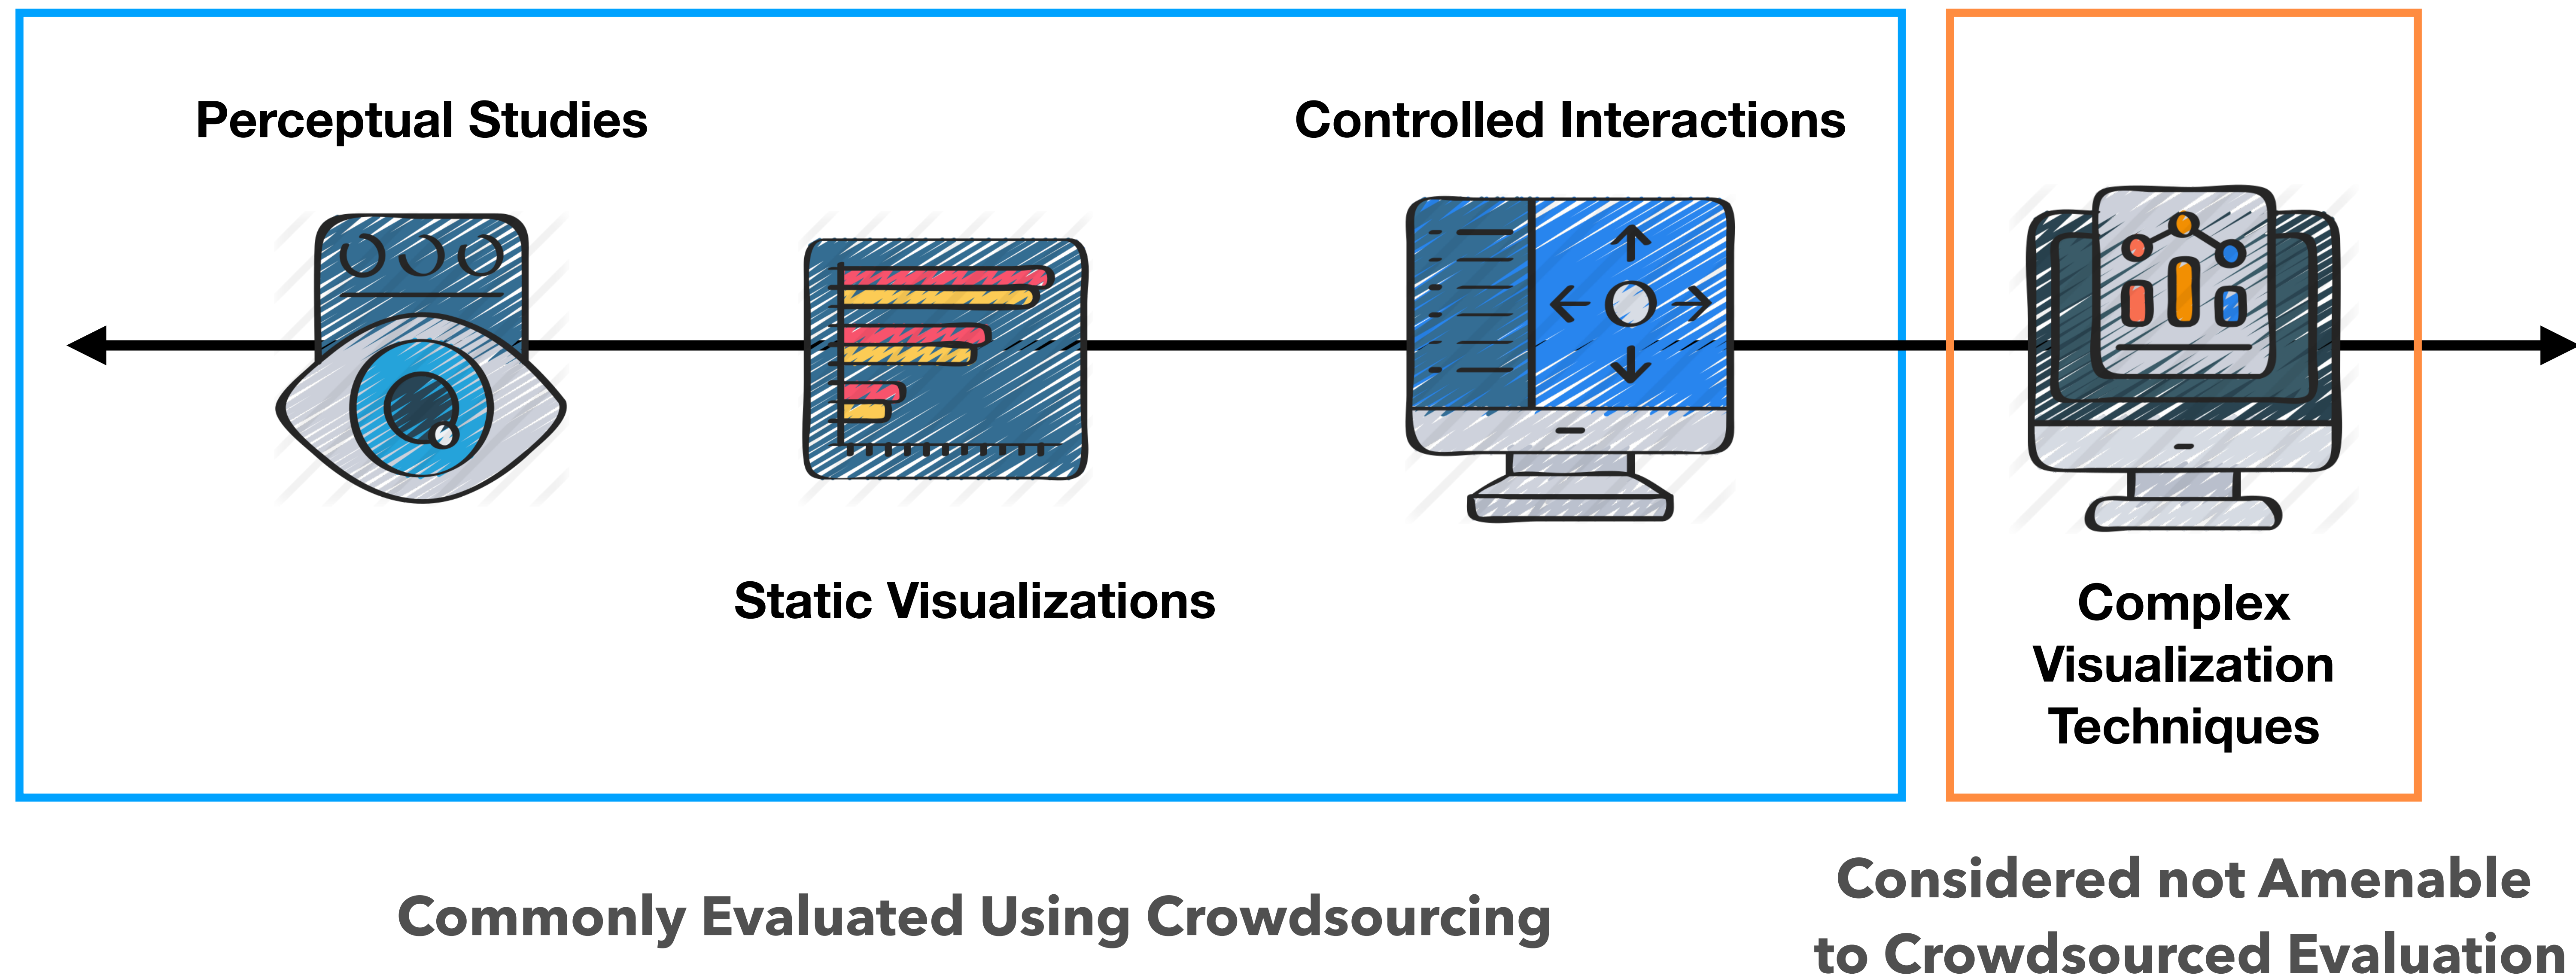 Perceptual Studies
Controlled Interactions
Static Visualizations
Complex
Visualization
Techniques
Commonly Evaluated Using Crowdsourcing
Considered not Amenable
to Crowdsourced Evaluation